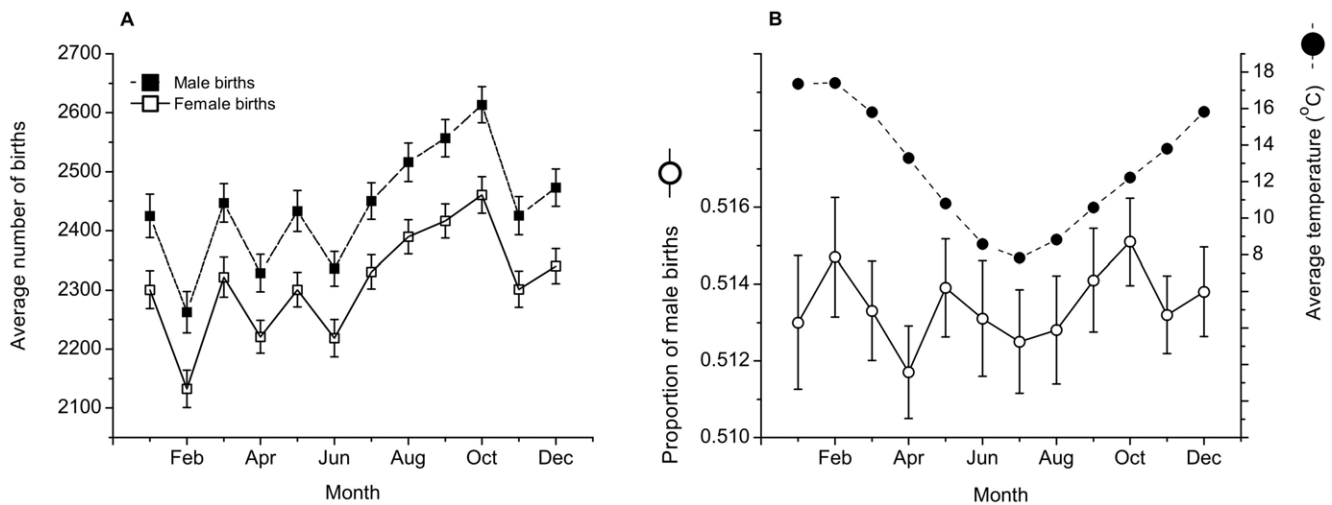 A
Average number of births
2700
2600
2500
2400
2300
2200
2100
Male births
Female births
Feb Apr Jun Aug Oct Dec
Month
B
Proportion of male births
0.516
0.514
0.512
0.510
18
16
14
12
10
8
Average temperature (°C)
Feb Apr Jun Aug Oct Dec
Month